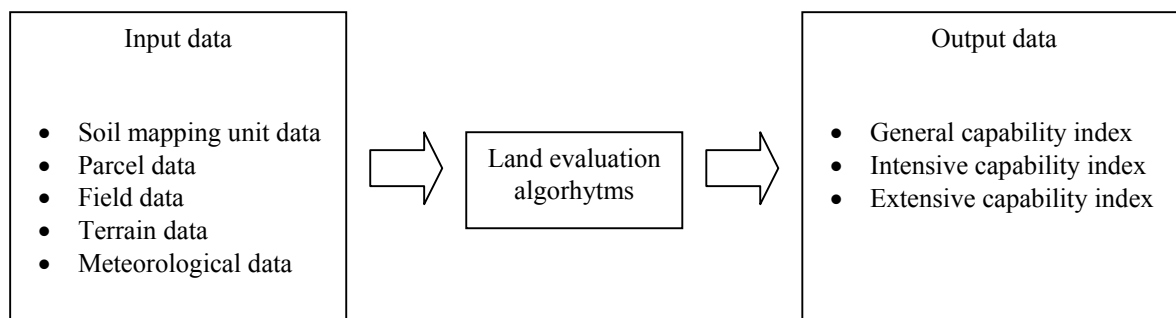 Input data
• Soil mapping unit data
• Parcel data
• Field data
• Terrain data
• Meteorological data
Land evaluation
algorhytms
Output data
• General capability index
• Intensive capability index
• Extensive capability index